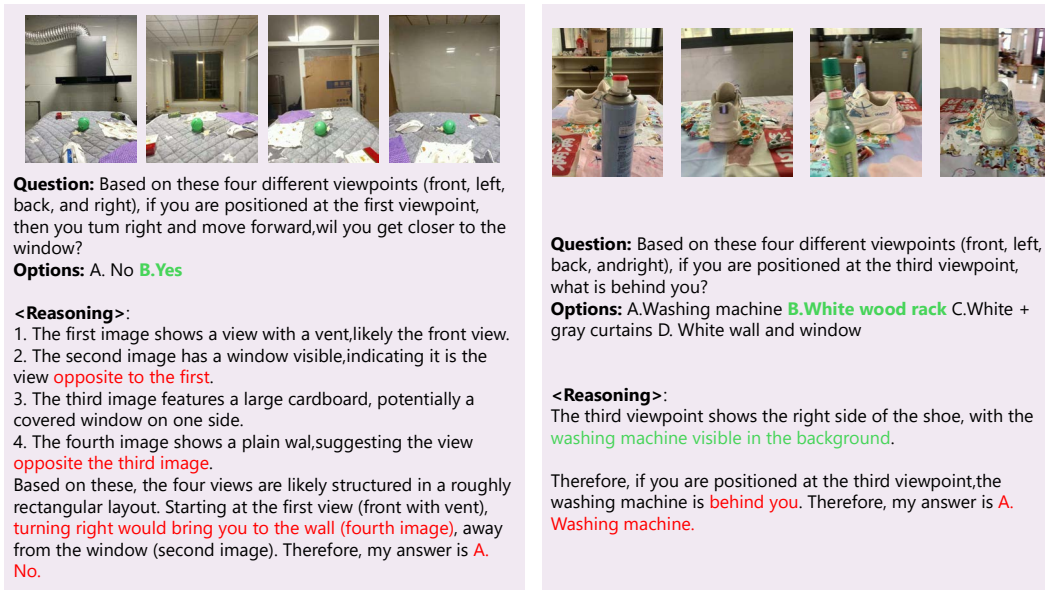 Question: Based on these four different viewpoints (front, left,
back, and right), if you are positioned at the first viewpoint,
then you tum right and move forward,wil you get closer to the
window?
Options: A. No B.Yes
<Reasoning>:
1. The first image shows a view with a vent,likely the front view.
2. The second image has a window visible,indicating it is the
view opposite to the first.
3. The third image features a large cardboard, potentially a
covered window on one side.
4. The fourth image shows a plain wal,suggesting the view
opposite the third image.
Based on these, the four views are likely structured in a roughly
rectangular layout. Starting at the first view (front with vent),
turning right would bring you to the wall (fourth image), away
from the window (second image). Therefore, my answer is A.
No.
Question: Based on these four different viewpoints (front, left,
back, andright), if you are positioned at the third viewpoint,
what is behind you?
Options: A.Washing machine B.White wood rack C.White +
gray curtains D. White wall and window
<Reasoning>:
The third viewpoint shows the right side of the shoe, with the
washing machine visible in the background.
Therefore, if you are positioned at the third viewpoint,the
washing machine is behind you. Therefore, my answer is A.
Washing machine.